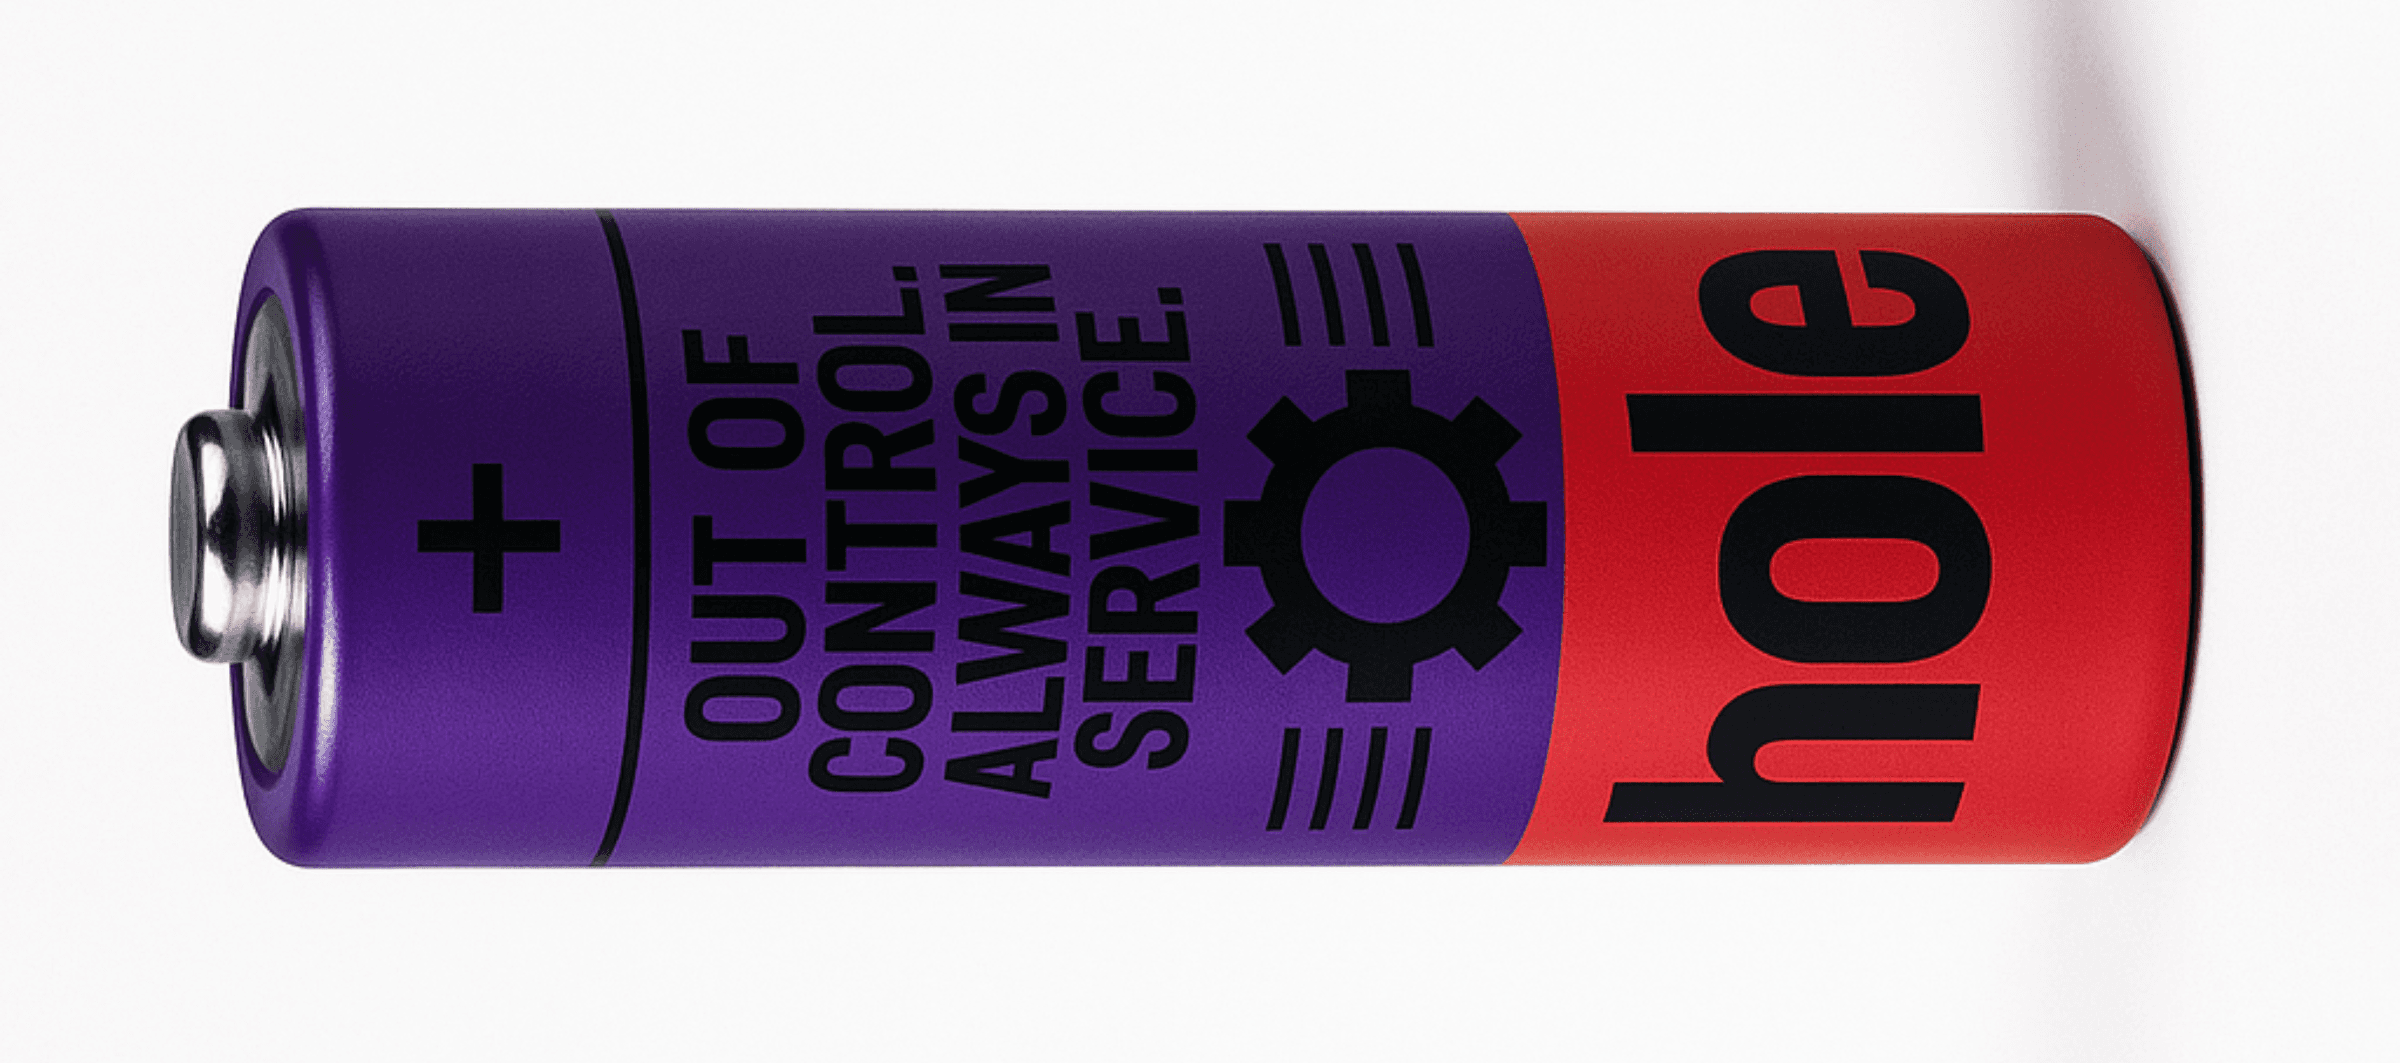 +
OUT OF
CONTROL.
ALWAYS IN
SERVICE.
hole